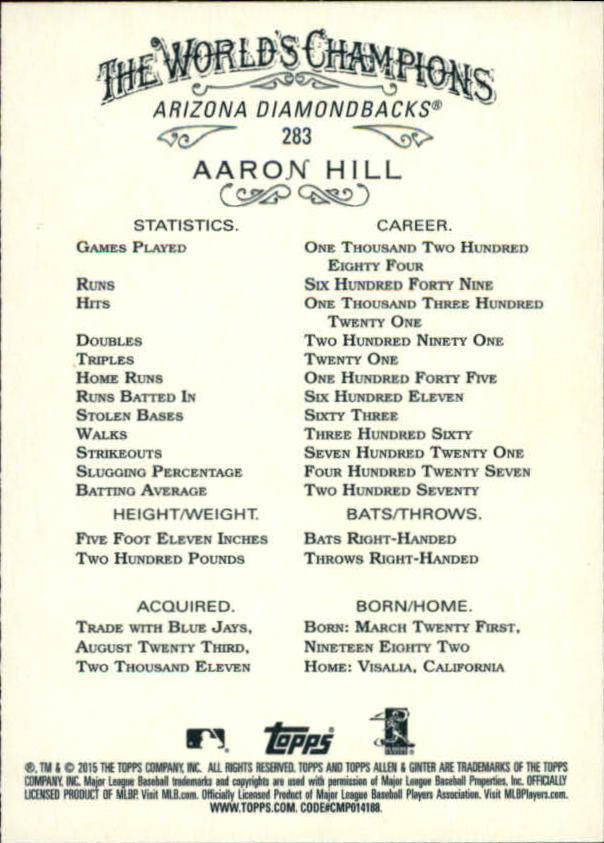 THE WORLD'S CHAMPIONS
ARIZONA DIAMONDBACKS®
283
AARON HILL
STATISTICS. CAREER.
GAMES PLAYED ONE THOUSAND TWO HUNDRED
EIGHTY FOUR
RUNS SIX HUNDRED FORTY NINE
HITS ONE THOUSAND THREE HUNDRED
TWENTY ONE
DOUBLES TWO HUNDRED NINETY ONE
TRIPLES TWENTY ONE
HOME RUNS ONE HUNDRED FORTY FIVE
RUNS BATTED IN SIX HUNDRED ELEVEN
STOLEN BASES SIXTY THREE
WALKS THREE HUNDRED SIXTY
STRIKEOUTS SEVEN HUNDRED TWENTY ONE
SLUGGING PERCENTAGE FOUR HUNDRED TWENTY SEVEN
BATTING AVERAGE TWO HUNDRED SEVENTY
HEIGHT/WEIGHT. BATS/THROWS.
FIVE FOOT ELEVEN INCHES BATS RIGHT-HANDED
TWO HUNDRED POUNDS THROWS RIGHT-HANDED
ACQUIRED. BORN/HOME.
TRADE WITH BLUE JAYS, BORN: MARCH TWENTY FIRST,
AUGUST TWENTY THIRD, NINETEEN EIGHTY TWO
TWO THOUSAND ELEVEN HOME: VISALIA, CALIFORNIA
topps
®, TM & © 2015 THE TOPPS COMPANY, INC. ALL RIGHTS RESERVED. TOPPS AND TOPPS ALLEN & GINTER ARE TRADEMARKS OF THE TOPPS
COMPANY, INC. Major League Baseball trademarks and copyrights are used with permission of Major League Baseball Properties, Inc. OFFICIALLY
LICENSED PRODUCT OF MLBP. Visit MLB.com. Officially Licensed Product of Major League Baseball Players Association. Visit MLBPlayers.com.
WWW.TOPPS.COM. CODE#CMP014188.